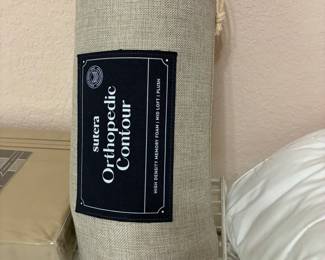 sutera
Orthopedic
Contour
HIGH DENSITY MEMORY FOAM | MID-LOFT | PLUSH